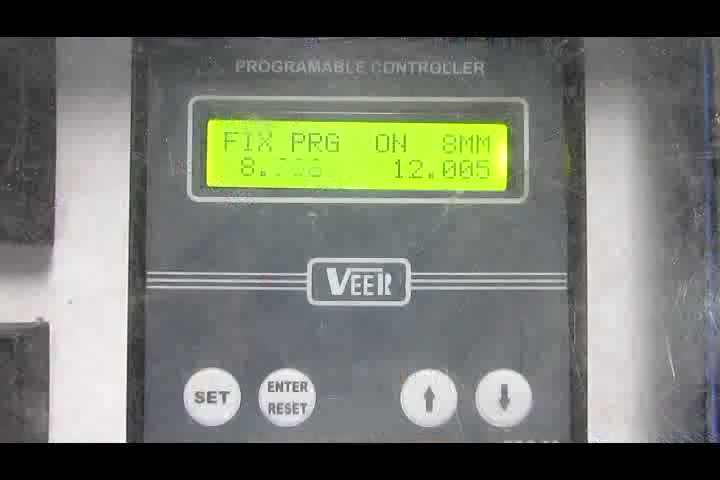 PROGRAMABLE CONTROLLER
FIX PRG ON 8MM
12.005
VEER
SET
ENTER
RESET